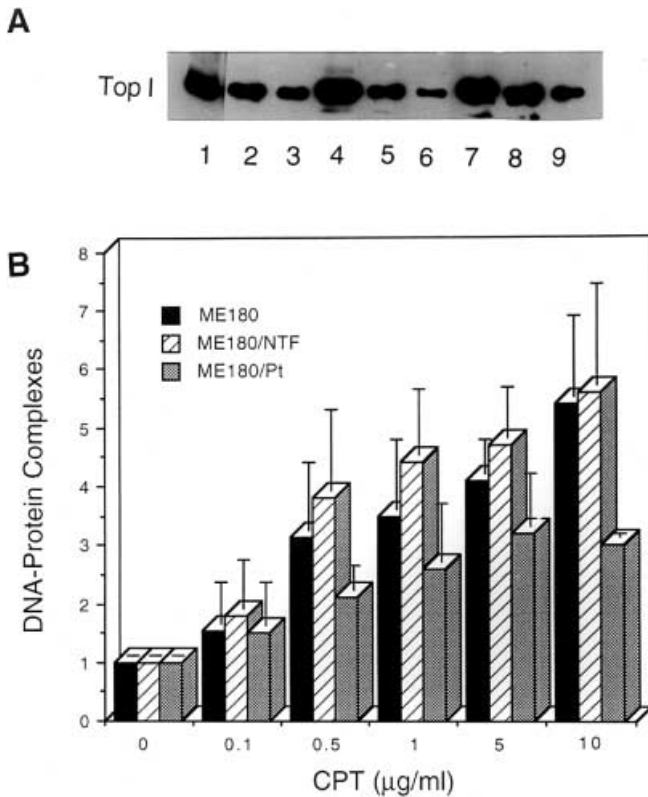 A
Top I
1 2 3 4 5 6 7 8 9
B
8
7
6
5
4
3
2
1
0
DNA-Protein Complexes
ME180
ME180/NTF
ME180/Pt
0 0.1 0.5 1 5 10
CPT (µg/ml)